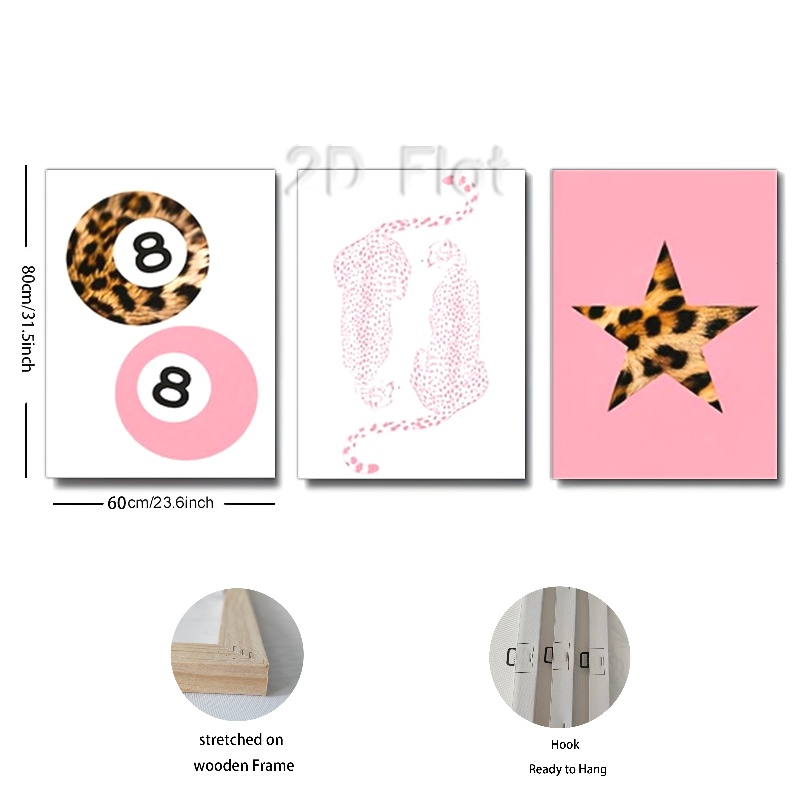 2D Flat
8
8
80cm/31.5inch
60cm/23.6inch
stretched on
wooden Frame
Hook
Ready to Hang